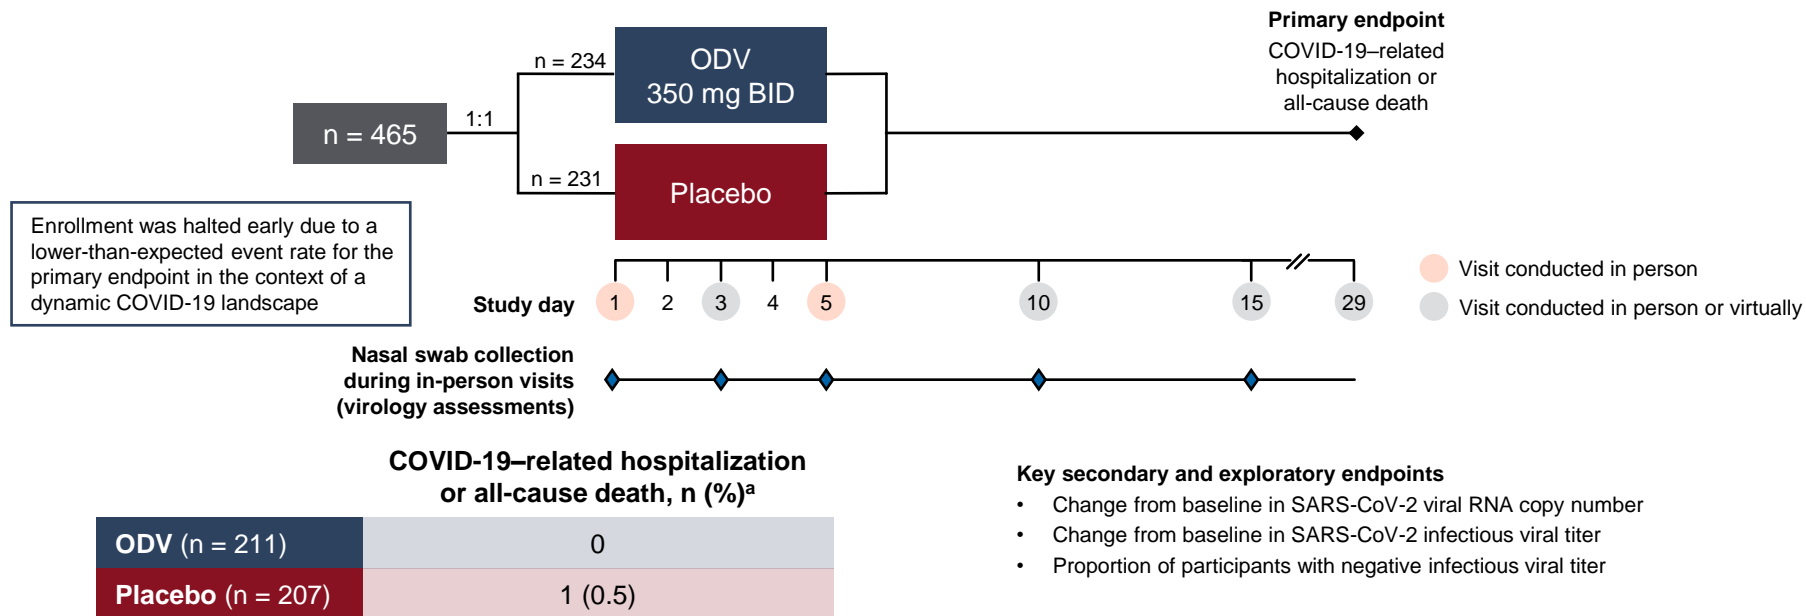 Primary endpoint
COVID-19–related
hospitalization or
all-cause death
n = 465
1:1
n = 234
ODV
350 mg BID
n = 231
Placebo
Enrollment was halted early due to a
lower-than-expected event rate for the
primary endpoint in the context of a
dynamic COVID-19 landscape
Study day
1 2 3 4 5 10 15 29
Visit conducted in person
Visit conducted in person or virtually
Nasal swab collection
during in-person visits
(virology assessments)
COVID-19–related hospitalization
or all-cause death, n (%)ª
ODV (n = 211) 0
Placebo (n = 207) 1 (0.5)
Key secondary and exploratory endpoints
• Change from baseline in SARS-CoV-2 viral RNA copy number
• Change from baseline in SARS-CoV-2 infectious viral titer
• Proportion of participants with negative infectious viral titer